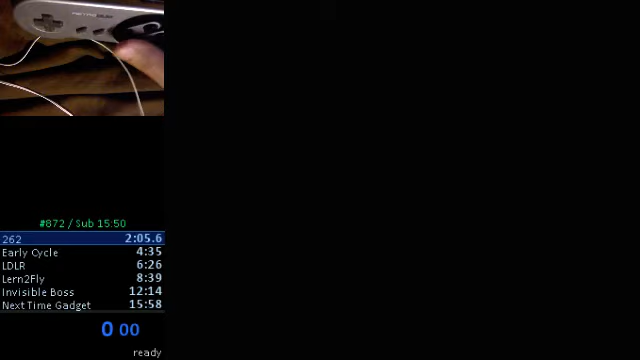 #872 / Sub 15:50
262 2:05.6
Early Cycle 4:35
LDLR 6:26
Lern2Fly 8:39
Invisible Boss 12:14
Next Time Gadget 15:58
0 00
ready